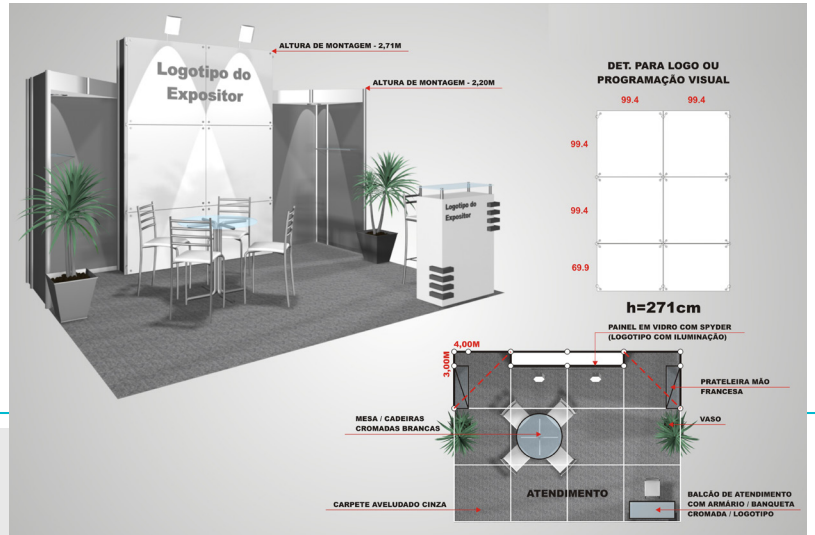 ALTURA DE MONTAGEM - 2,71M
Logotipo do
Expositor
ALTURA DE MONTAGEM - 2,20M
Logotipo do
Expositor
DET. PARA LOGO OU
PROGRAMAÇÃO VISUAL
99.4 99.4
99.4
99.4
69.9
h=271cm
PAINEL EM VIDRO COM SPYDER
(LOGOTIPO COM ILUMINAÇÃO)
4,00M
3,00M
PRATELEIRA MÃO
FRANCESA
MESA / CADEIRAS
CROMADAS BRANCAS
VASO
ATENDIMENTO
CARPETE AVELUDADO CINZA
BALCÃO DE ATENDIMENTO
COM ARMÁRIO / BANQUETA
CROMADA / LOGOTIPO